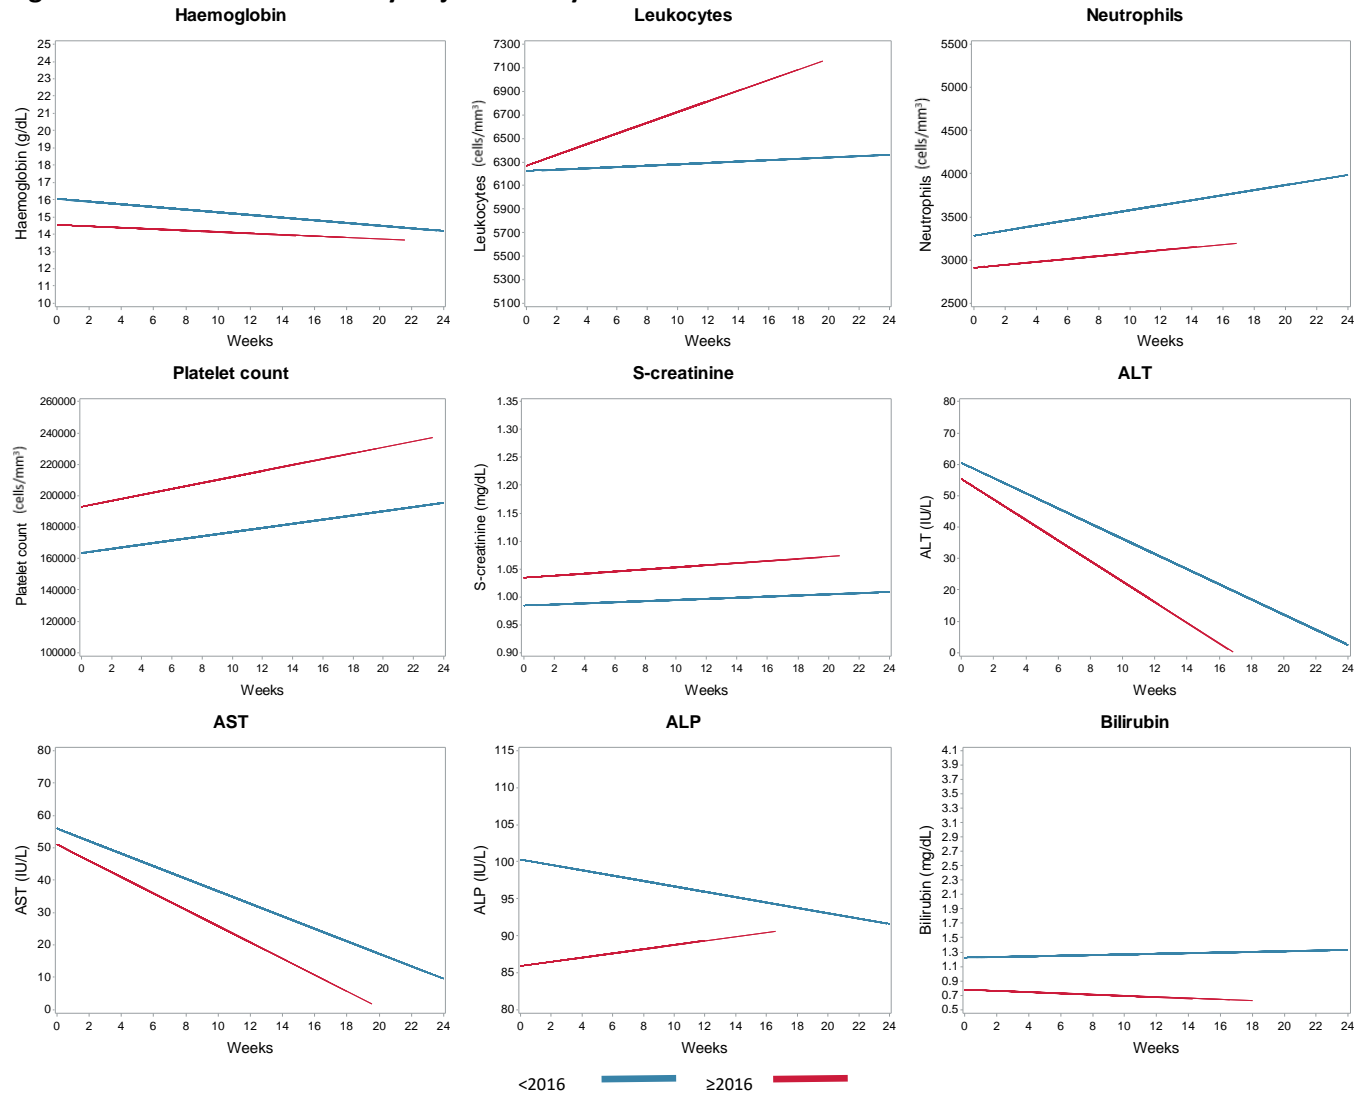 Haemoglobin
Leukocytes
Neutrophils
Haemoglobin (g/dL)
25
24
23
22
21
20
19
18
17
16
15
14
13
12
11
10
0 2 4 6 8 10 12 14 16 18 20 22 24
Weeks
Leukocytes (cells/mm³)
7300
7100
6900
6700
6500
6300
6100
5900
5700
5500
5300
5100
0 2 4 6 8 10 12 14 16 18 20 22 24
Weeks
Neutrophils (cells/mm³)
5500
5000
4500
4000
3500
3000
2500
0 2 4 6 8 10 12 14 16 18 20 22 24
Weeks
Platelet count
S-creatinine
ALT
Platelet count (cells/mm³)
260000
240000
220000
200000
180000
160000
140000
120000
100000
0 2 4 6 8 10 12 14 16 18 20 22 24
Weeks
S-creatinine (mg/dL)
1.35
1.30
1.25
1.20
1.15
1.10
1.05
1.00
0.95
0.90
0 2 4 6 8 10 12 14 16 18 20 22 24
Weeks
ALT (IU/L)
80
70
60
50
40
30
20
10
0
0 2 4 6 8 10 12 14 16 18 20 22 24
Weeks
AST
ALP
Bilirubin
AST (IU/L)
80
70
60
50
40
30
20
10
0
0 2 4 6 8 10 12 14 16 18 20 22 24
Weeks
ALP (IU/L)
115
110
105
100
95
90
85
80
0 2 4 6 8 10 12 14 16 18 20 22 24
Weeks
Bilirubin (mg/dL)
4.1
3.9
3.7
3.5
3.3
3.1
2.9
2.7
2.5
2.3
2.1
1.9
1.7
1.5
1.3
1.1
0.9
0.7
0.5
0 2 4 6 8 10 12 14 16 18 20 22 24
Weeks
<2016 ≥2016